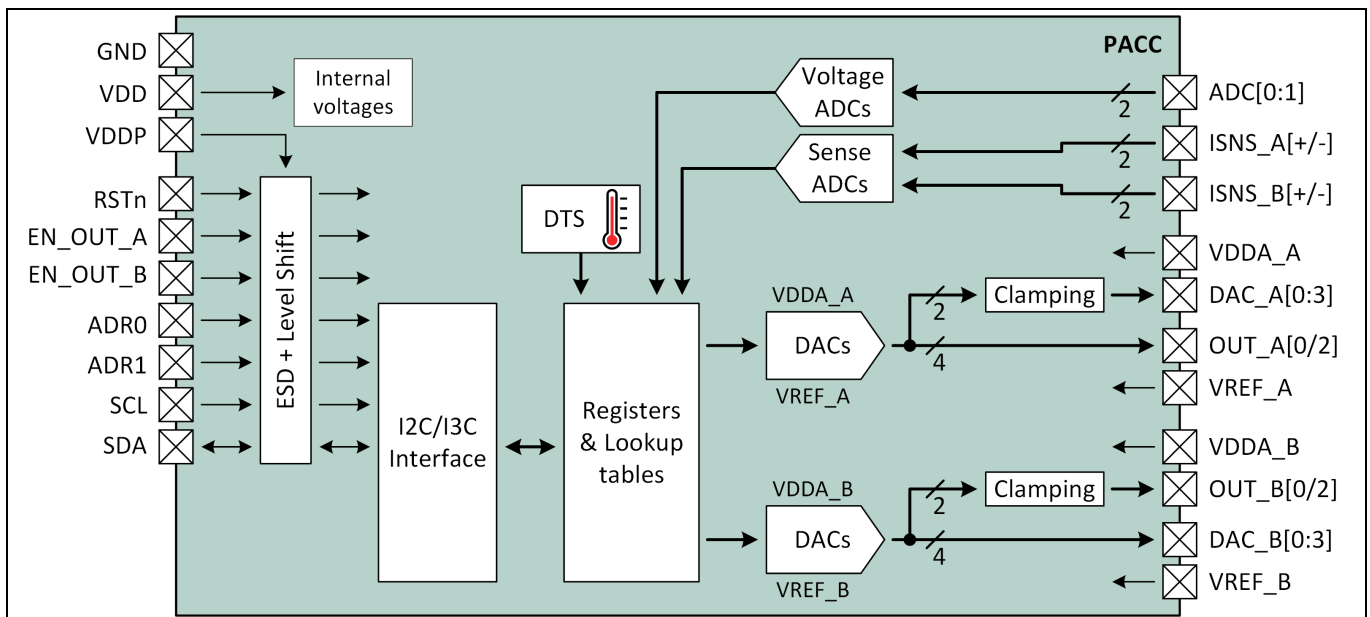 PACC
GND
VDD
VDDP
RSTn
EN_OUT_A
EN_OUT_B
ADR0
ADR1
SCL
SDA
Internal
voltages
ESD + Level Shift
I2C/I3C
Interface
DTS
Registers
& Lookup
tables
Voltage
ADCs
Sense
ADCs
2
2
2
VDDA_A
DACs
VREF_A
2
4
Clamping
VDDA_B
DACs
VREF_B
2
4
Clamping
ADC[0:1]
ISNS_A[+/-]
ISNS_B[+/-]
VDDA_A
DAC_A[0:3]
OUT_A[0/2]
VREF_A
VDDA_B
OUT_B[0/2]
DAC_B[0:3]
VREF_B